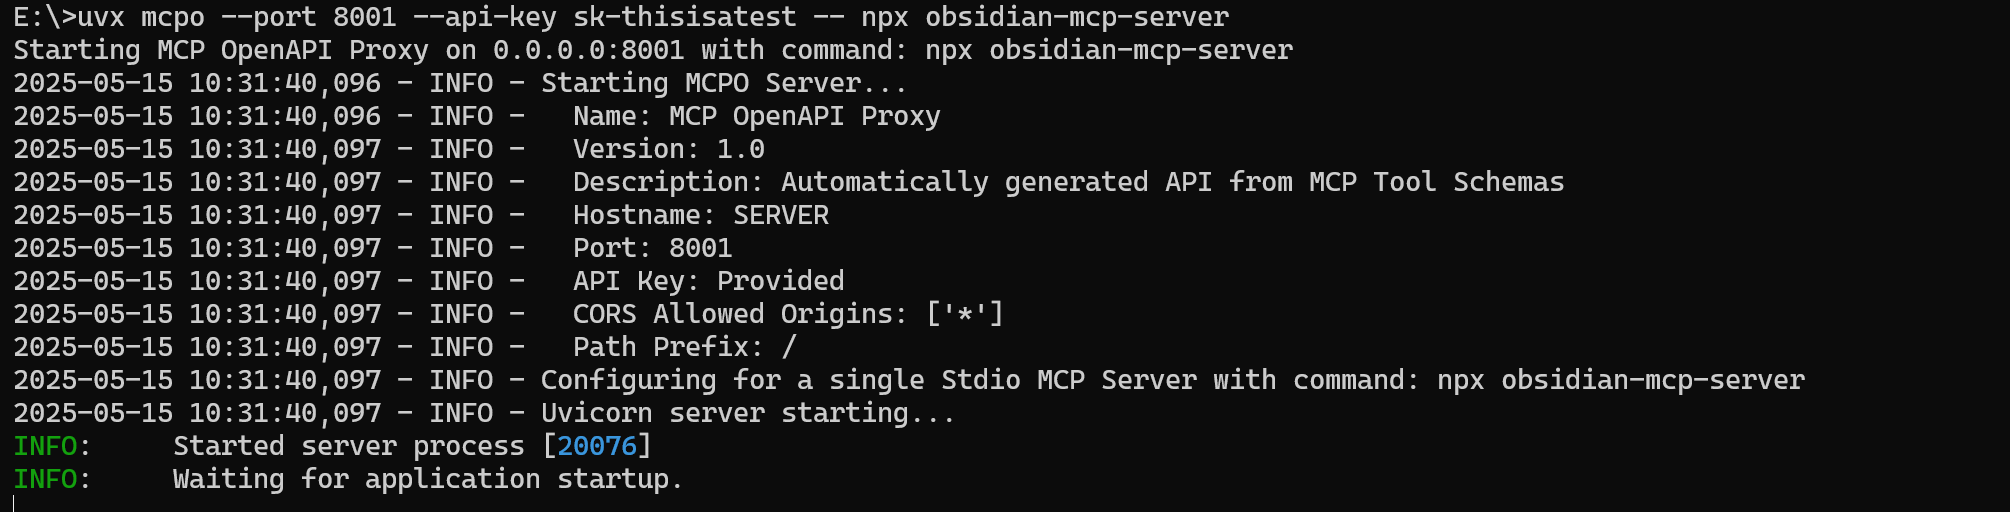 E:\>uvx mcpo --port 8001 --api-key sk-thisisatest -- npx obsidian-mcp-server
Starting MCP OpenAPI Proxy on 0.0.0.0:8001 with command: npx obsidian-mcp-server
2025-05-15 10:31:40,096 - INFO - Starting MCPO Server...
2025-05-15 10:31:40,096 - INFO -   Name: MCP OpenAPI Proxy
2025-05-15 10:31:40,097 - INFO -   Version: 1.0
2025-05-15 10:31:40,097 - INFO -   Description: Automatically generated API from MCP Tool Schemas
2025-05-15 10:31:40,097 - INFO -   Hostname: SERVER
2025-05-15 10:31:40,097 - INFO -   Port: 8001
2025-05-15 10:31:40,097 - INFO -   API Key: Provided
2025-05-15 10:31:40,097 - INFO -   CORS Allowed Origins: ['*']
2025-05-15 10:31:40,097 - INFO -   Path Prefix: /
2025-05-15 10:31:40,097 - INFO - Configuring for a single Stdio MCP Server with command: npx obsidian-mcp-server
2025-05-15 10:31:40,097 - INFO - Uvicorn server starting...
INFO:     Started server process [20076]
INFO:     Waiting for application startup.